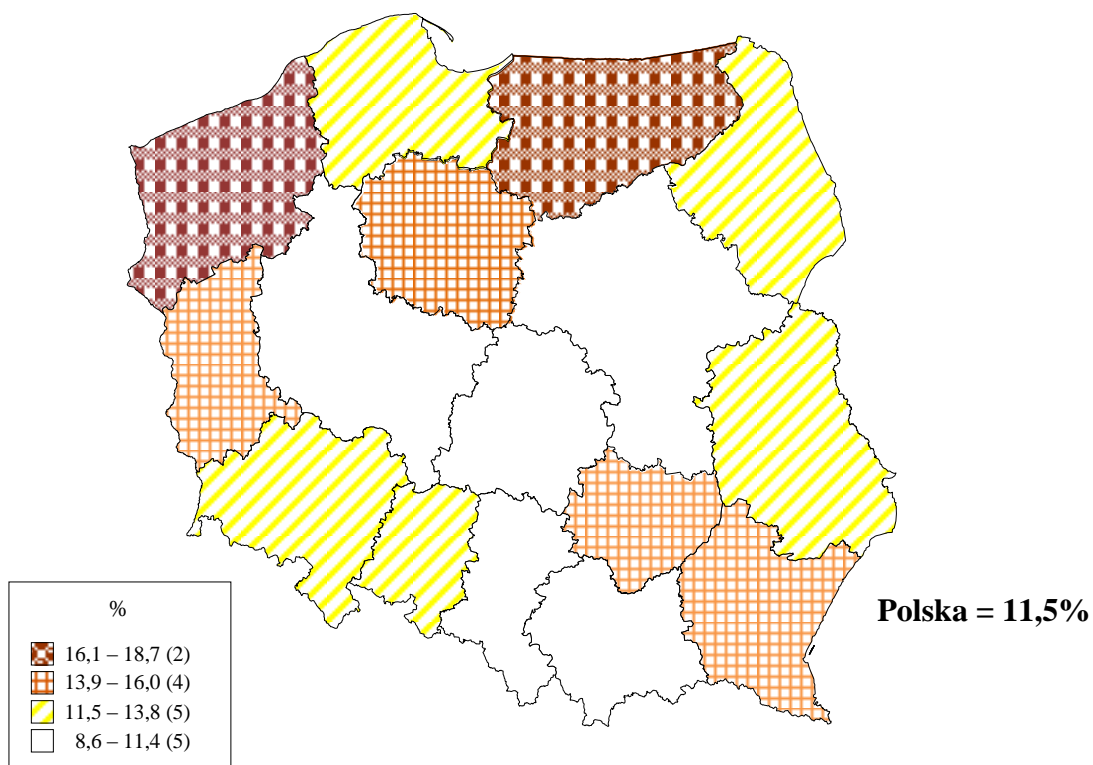 %
16,1 – 18,7 (2)
13,9 – 16,0 (4)
11,5 – 13,8 (5)
8,6 – 11,4 (5)
Polska = 11,5%